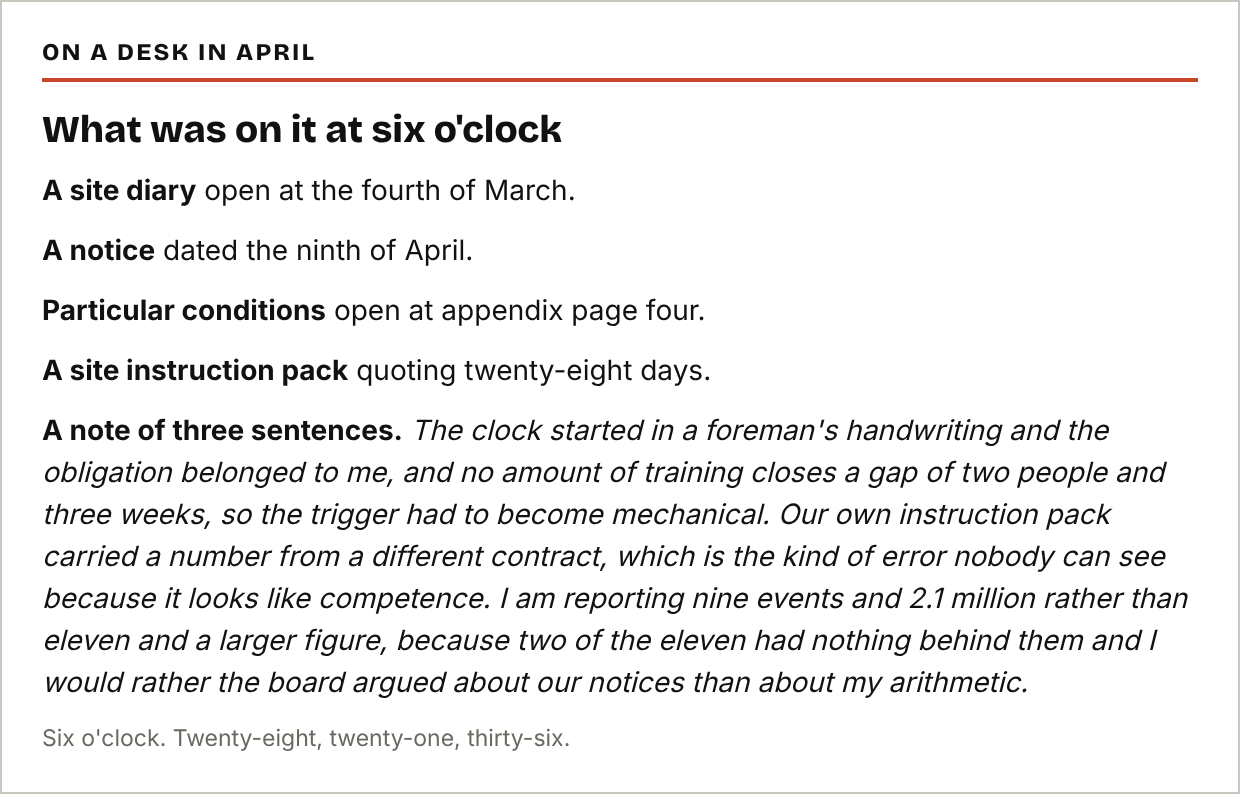 ON A DESK IN APRIL
What was on it at six o'clock
A site diary open at the fourth of March.
A notice dated the ninth of April.
Particular conditions open at appendix page four.
A site instruction pack quoting twenty-eight days.
A note of three sentences. The clock started in a foreman's handwriting and the
obligation belonged to me, and no amount of training closes a gap of two people and
three weeks, so the trigger had to become mechanical. Our own instruction pack
carried a number from a different contract, which is the kind of error nobody can see
because it looks like competence. I am reporting nine events and 2.1 million rather than
eleven and a larger figure, because two of the eleven had nothing behind them and I
would rather the board argued about our notices than about my arithmetic.
Six o'clock. Twenty-eight, twenty-one, thirty-six.